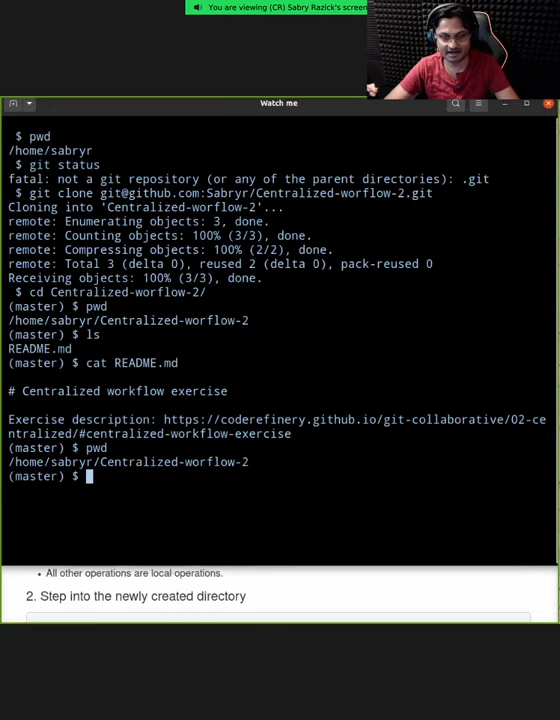 You are viewing (CR) Sabry Razick's screen
Watch me
$ pwd
/home/sabryr
$ git status
fatal: not a git repository (or any of the parent directories): .git
$ git clone git@github.com:Sabryr/Centralized-worflow-2.git
Cloning into 'Centralized-worflow-2'...
remote: Enumerating objects: 3, done.
remote: Counting objects: 100% (3/3), done.
remote: Compressing objects: 100% (2/2), done.
remote: Total 3 (delta 0), reused 2 (delta 0), pack-reused 0
Receiving objects: 100% (3/3), done.
$ cd Centralized-worflow-2/
(master) $ pwd
/home/sabryr/Centralized-worflow-2
(master) $ ls
README.md
(master) $ cat README.md
# Centralized workflow exercise
Exercise description: https://coderefinery.github.io/git-collaborative/02-ce
ntralized/#centralized-workflow-exercise
(master) $ pwd
/home/sabryr/Centralized-worflow-2
(master) $
• All other operations are local operations.
2. Step into the newly created directory